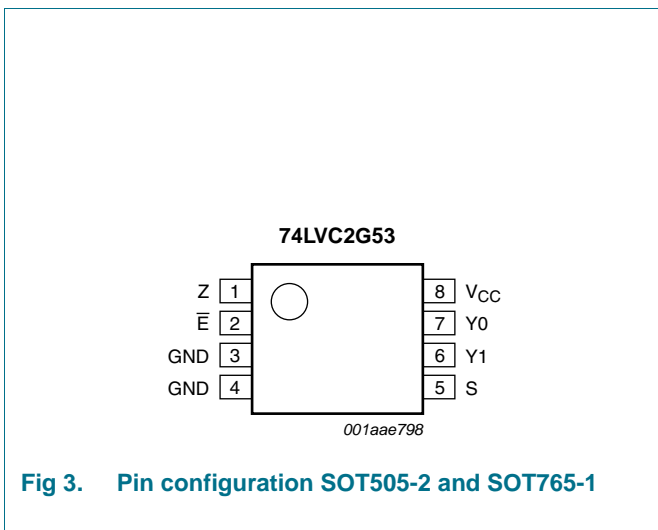 74LVC2G53
Z 1 8 VCC
E̅ 2 7 Y0
GND 3 6 Y1
GND 4 5 S
001aae798
Fig 3. Pin configuration SOT505-2 and SOT765-1